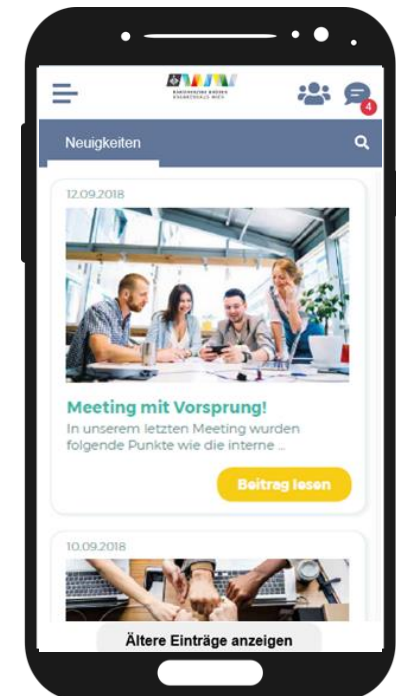 4
Neuigkeiten
12.09.2018
Meeting mit Vorsprung!
In unserem letzten Meeting wurden
folgende Punkte wie die interne ...
Beitrag lesen
10.09.2018
Ältere Einträge anzeigen